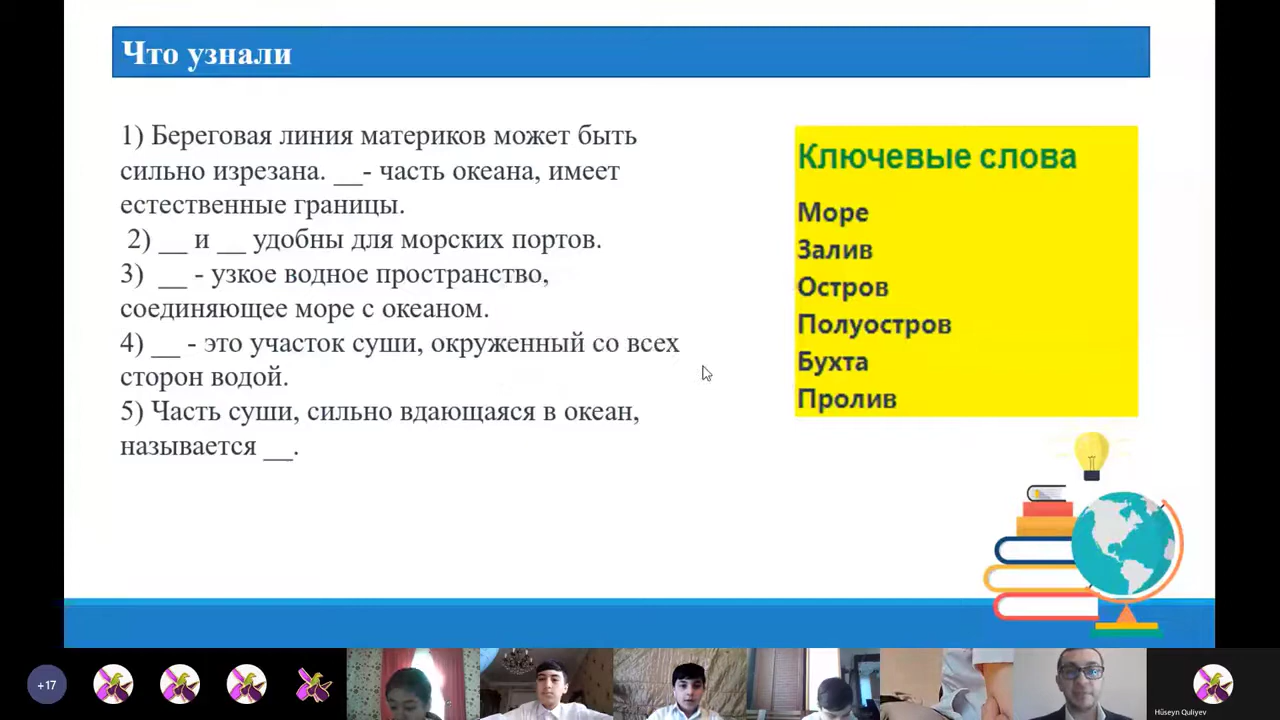 Что узнали
1) Береговая линия материков может быть
сильно изрезана. __- часть океана, имеет
естественные границы.
2) __ и __ удобны для морских портов.
3) __ - узкое водное пространство,
соединяющее море с океаном.
4) __ - это участок суши, окруженный со всех
сторон водой.
5) Часть суши, сильно вдающаяся в океан,
называется __.
Ключевые слова
Море
Залив
Остров
Полуостров
Бухта
Пролив
+17
Hüseyn Quliyev